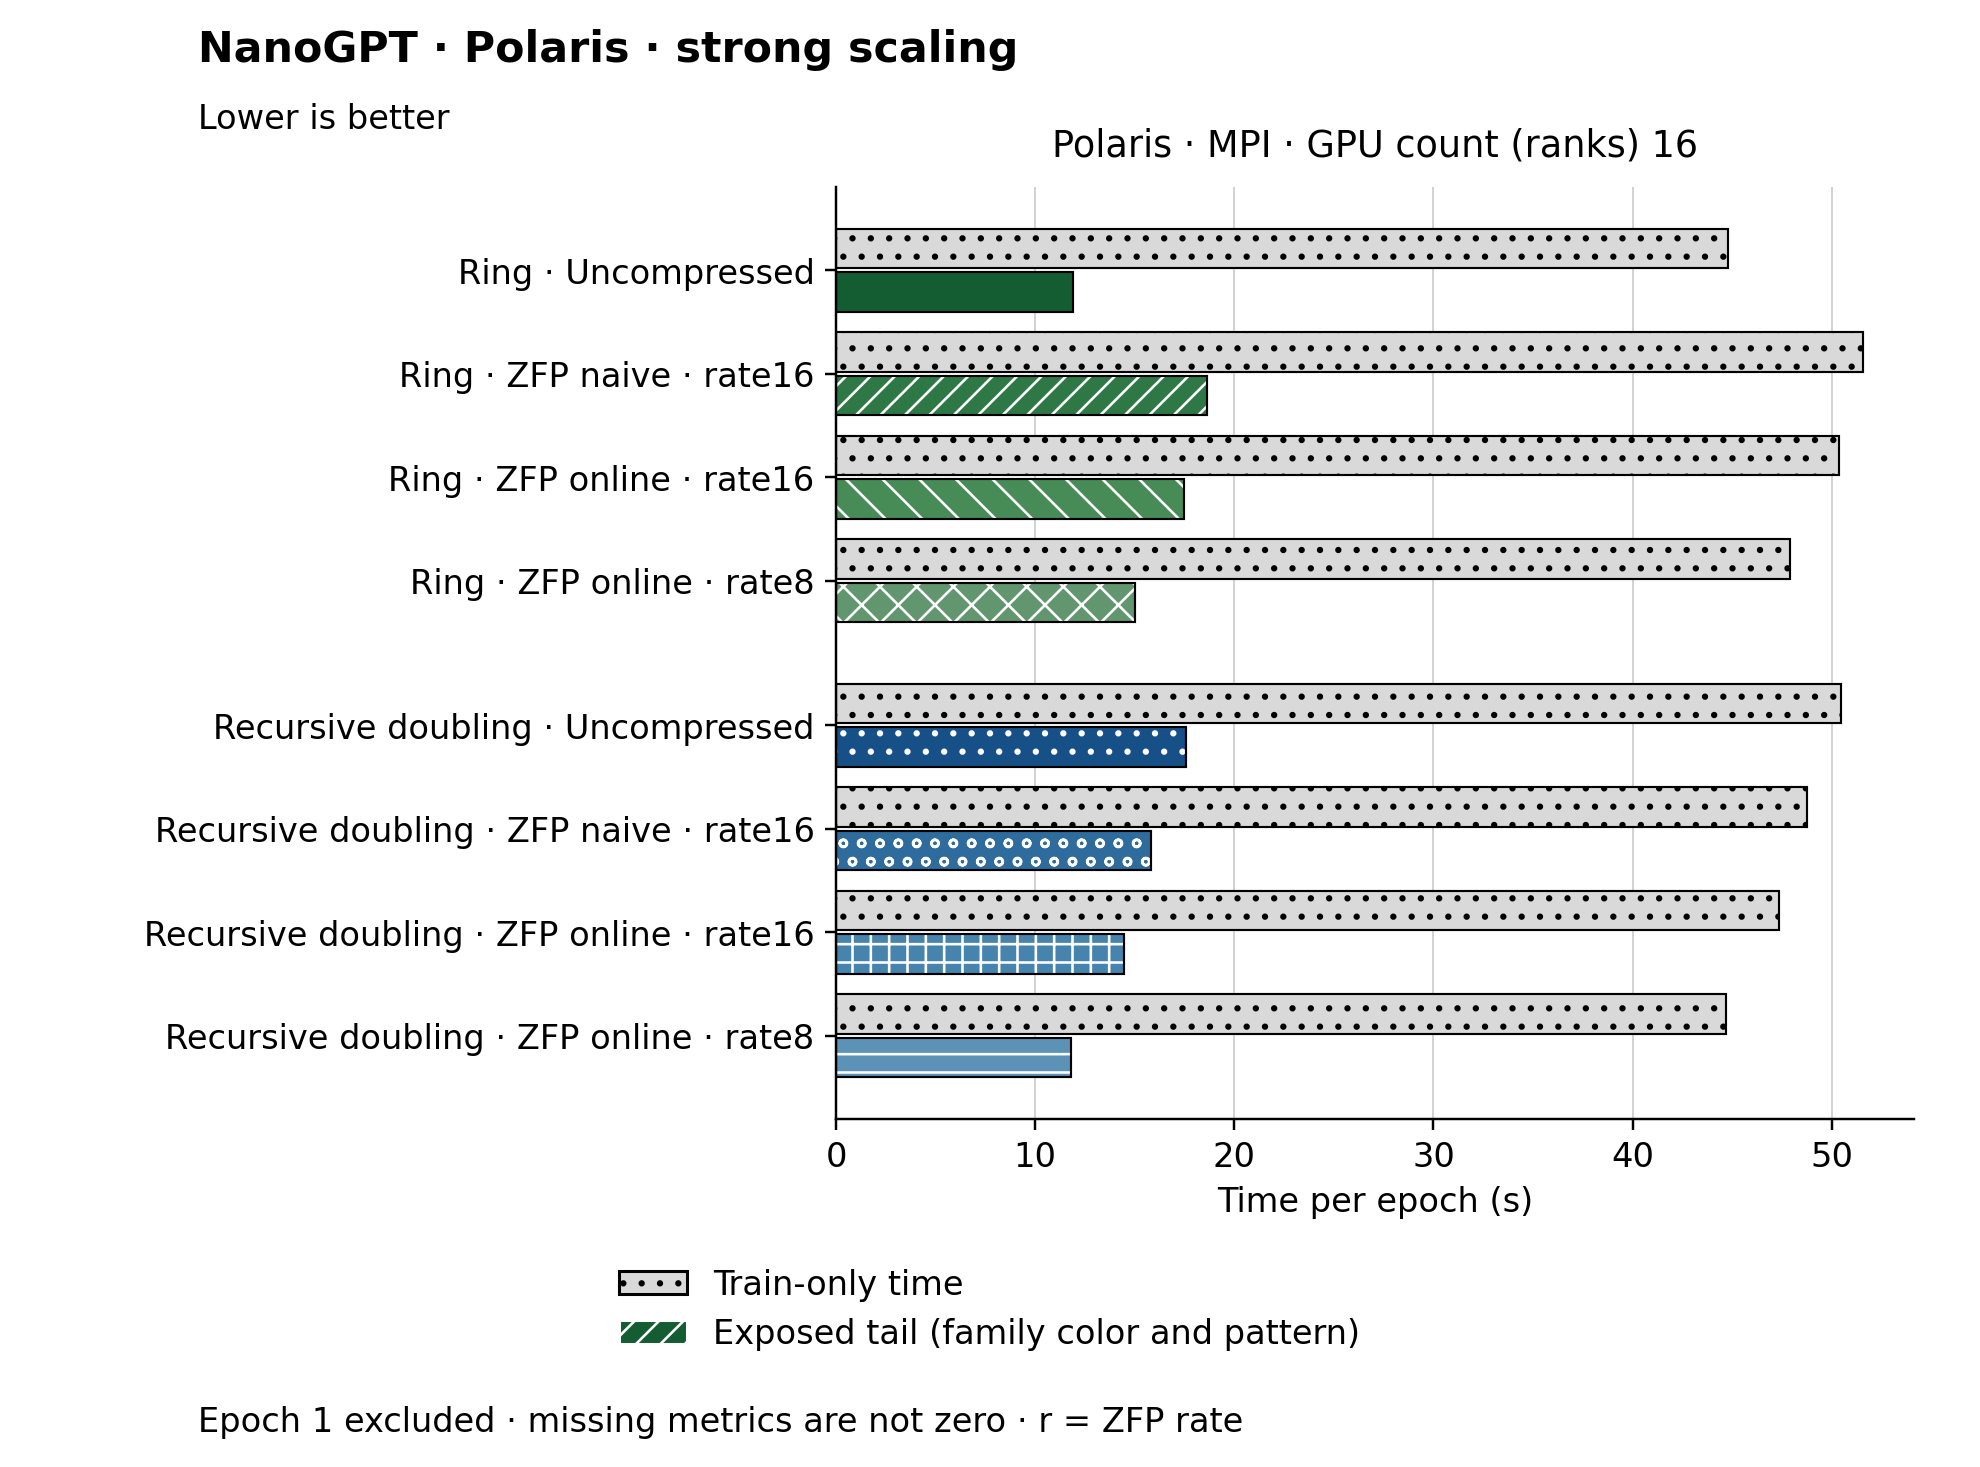 NanoGPT · Polaris · strong scaling
Lower is better
Polaris · MPI · GPU count (ranks) 16
Ring · Uncompressed
Ring · ZFP naive · rate16
Ring · ZFP online · rate16
Ring · ZFP online · rate8
Recursive doubling · Uncompressed
Recursive doubling · ZFP naive · rate16
Recursive doubling · ZFP online · rate16
Recursive doubling · ZFP online · rate8
0 10 20 30 40 50
Time per epoch (s)
Train-only time
Exposed tail (family color and pattern)
Epoch 1 excluded · missing metrics are not zero · r = ZFP rate